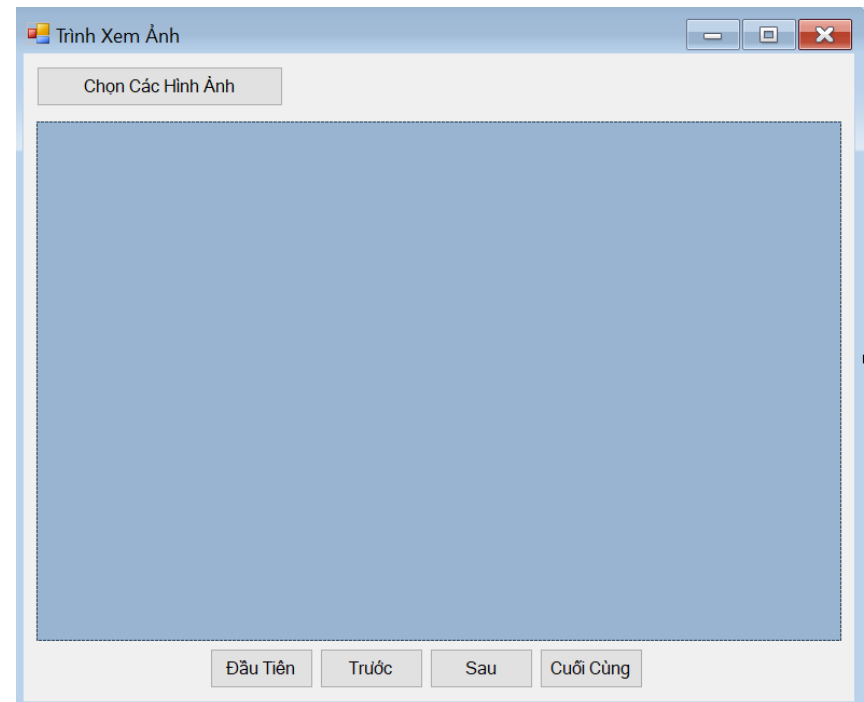 Trình Xem Ảnh
Chọn Các Hình Ảnh
Đầu Tiên Trước Sau Cuối Cùng